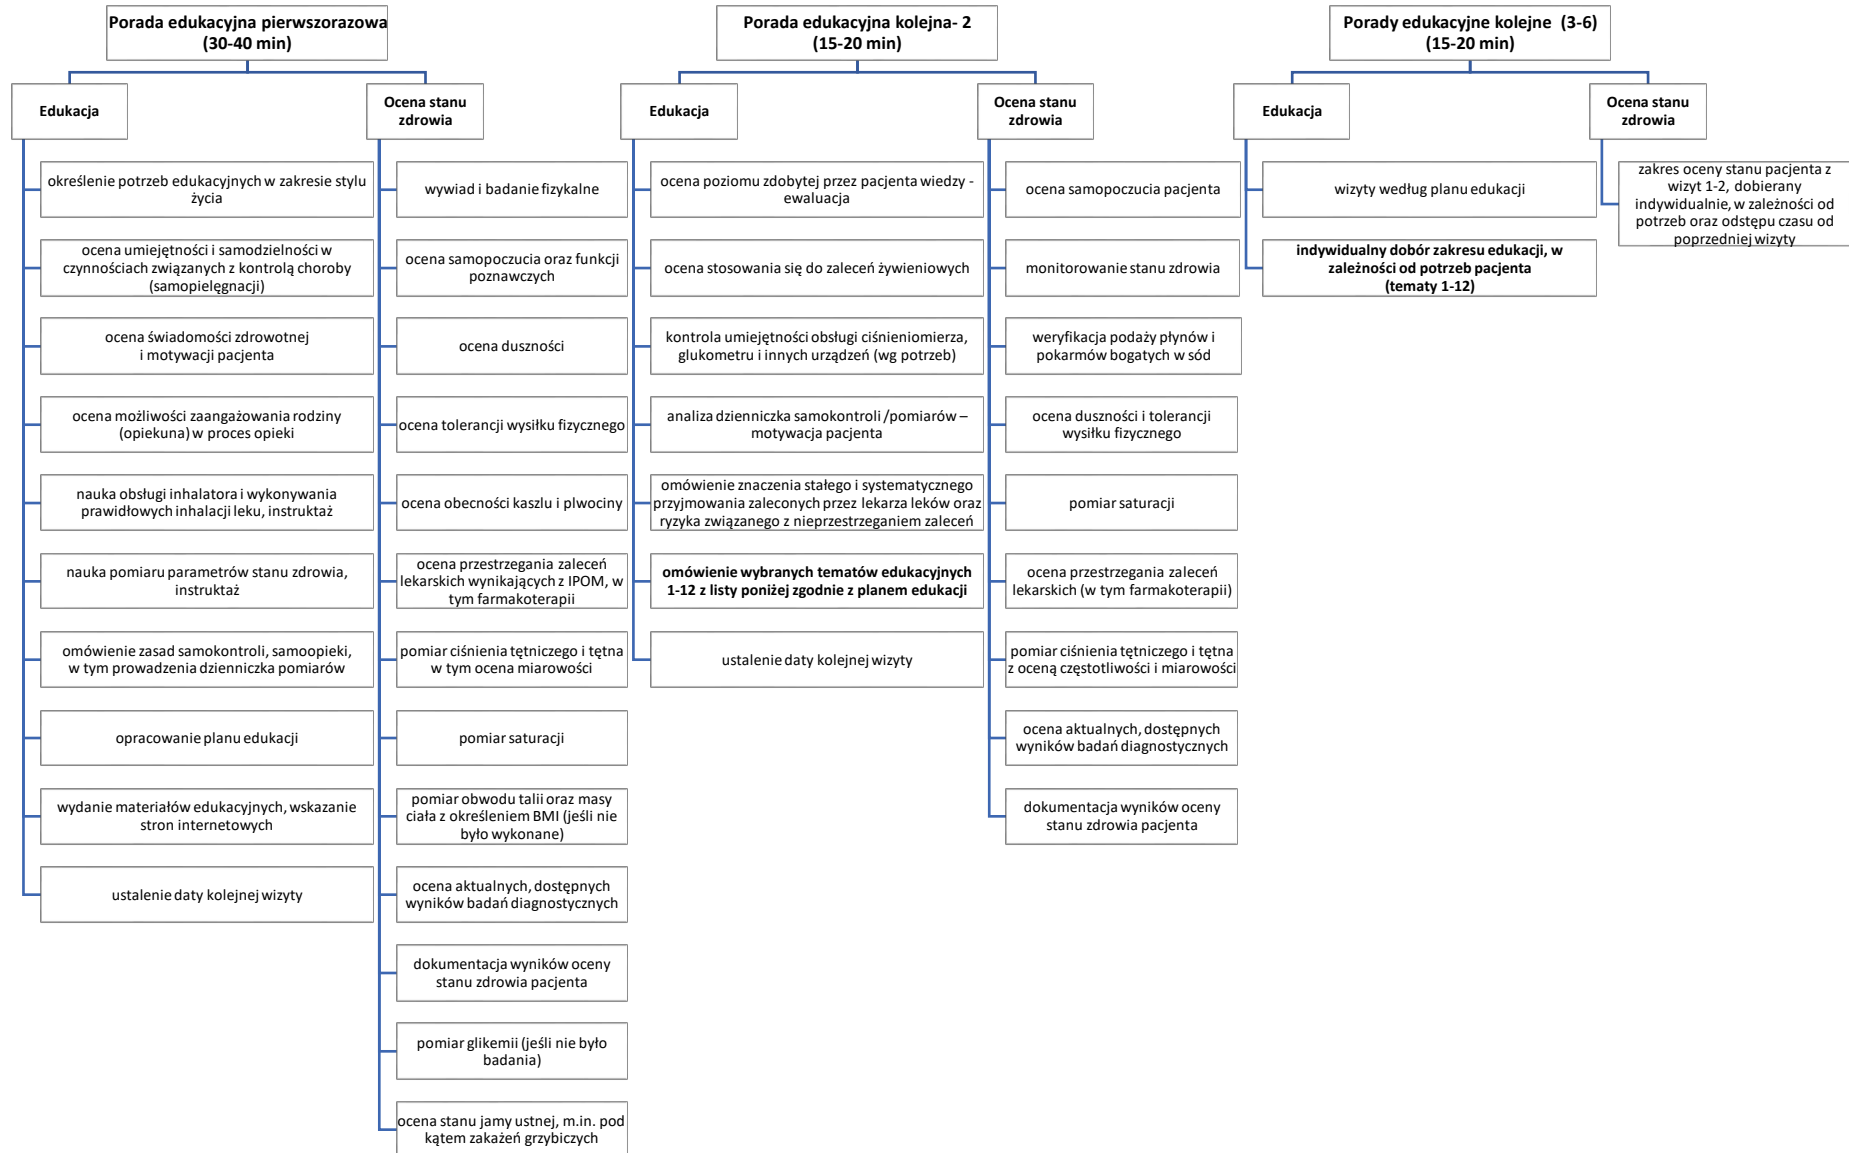 Porada edukacyjna pierwszorazowa
(30-40 min)
Edukacja
określenie potrzeb edukacyjnych w zakresie stylu
życia
ocena umiejętności i samodzielności w
czynnościach związanych z kontrolą choroby
(samopielęgnacji)
ocena świadomości zdrowotnej
i motywacji pacjenta
ocena możliwości zaangażowania rodziny
(opiekuna) w proces opieki
nauka obsługi inhalatora i wykonywania
prawidłowych inhalacji leku, instruktaż
nauka pomiaru parametrów stanu zdrowia,
instruktaż
omówienie zasad samokontroli, samoopieki,
w tym prowadzenia dzienniczka pomiarów
opracowanie planu edukacji
wydanie materiałów edukacyjnych, wskazanie
stron internetowych
ustalenie daty kolejnej wizyty
Ocena stanu
zdrowia
wywiad i badanie fizykalne
ocena samopoczucia oraz funkcji
poznawczych
ocena duszności
ocena tolerancji wysiłku fizycznego
ocena obecności kaszlu i plwociny
ocena przestrzegania zaleceń
lekarskich wynikających z IPOM, w
tym farmakoterapii
pomiar ciśnienia tętniczego i tętna
w tym ocena miarowości
pomiar saturacji
pomiar obwodu talii oraz masy
ciała z określeniem BMI (jeśli nie
było wykonane)
ocena aktualnych, dostępnych
wyników badań diagnostycznych
dokumentacja wyników oceny
stanu zdrowia pacjenta
pomiar glikemii (jeśli nie było
badania)
ocena stanu jamy ustnej, m.in. pod
kątem zakażeń grzybiczych
Porada edukacyjna kolejna- 2
(15-20 min)
Edukacja
ocena poziomu zdobytej przez pacjenta wiedzy -
ewaluacja
ocena stosowania się do zaleceń żywieniowych
kontrola umiejętności obsługi ciśnieniomierza,
glukometru i innych urządzeń (wg potrzeb)
analiza dzienniczka samokontroli /pomiarów –
motywacja pacjenta
omówienie znaczenia stałego i systematycznego
przyjmowania zaleconych przez lekarza leków oraz
ryzyka związanego z nieprzestrzeganiem zaleceń
omówienie wybranych tematów edukacyjnych
1-12 z listy poniżej zgodnie z planem edukacji
ustalenie daty kolejnej wizyty
Ocena stanu
zdrowia
ocena samopoczucia pacjenta
monitorowanie stanu zdrowia
weryfikacja podaży płynów i
pokarmów bogatych w sód
ocena duszności i tolerancji
wysiłku fizycznego
pomiar saturacji
ocena przestrzegania zaleceń
lekarskich (w tym farmakoterapii)
pomiar ciśnienia tętniczego i tętna
z oceną częstotliwości i miarowości
ocena aktualnych, dostępnych
wyników badań diagnostycznych
dokumentacja wyników oceny
stanu zdrowia pacjenta
Porady edukacyjne kolejne (3-6)
(15-20 min)
Edukacja
wizyty według planu edukacji
indywidualny dobór zakresu edukacji, w
zależności od potrzeb pacjenta
(tematy 1-12)
Ocena stanu
zdrowia
zakres oceny stanu pacjenta z
wizyt 1-2, dobierany
indywidualnie, w zależności od
potrzeb oraz odstępu czasu od
poprzedniej wizyty